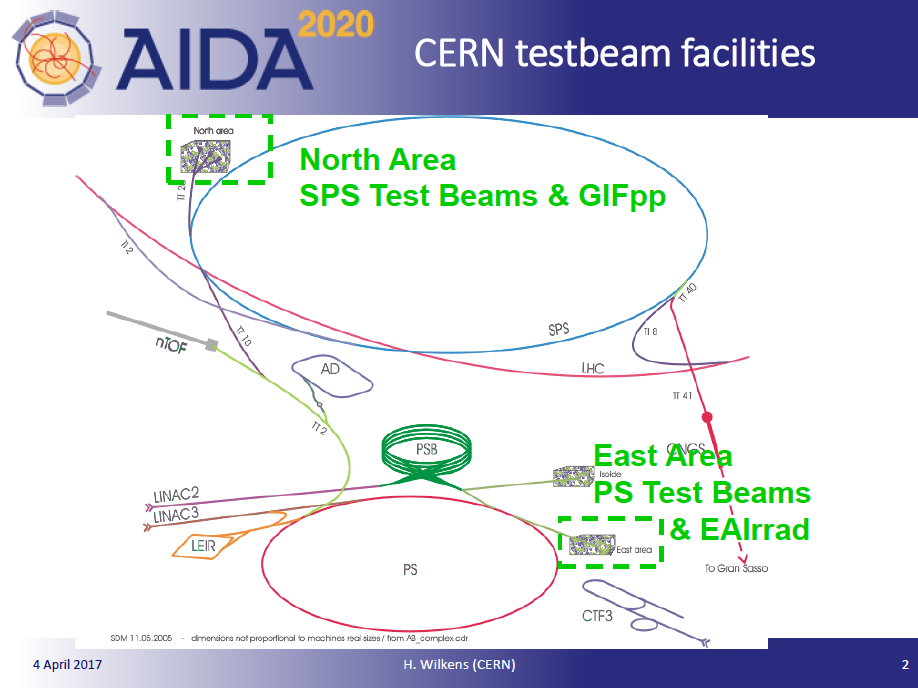 AIDA 2020
CERN testbeam facilities
North area
North Area
SPS Test Beams & GIFpp
TT 20
TI 2
TT 40
SPS
TI 8
nTOF
TT 10
AD
LHC
TT 41
TT 2
PSB
CNGS
East Area
Isolde
LINAC2
PS Test Beams
LINAC3
& EAIrrad
LEIR
East area
PS
To Gran Sasso
CTF3
SDM 11.05.2005 - dimensions not proportional to machines real sizes / from AB_complex.cdr
4 April 2017
H. Wilkens (CERN)
2